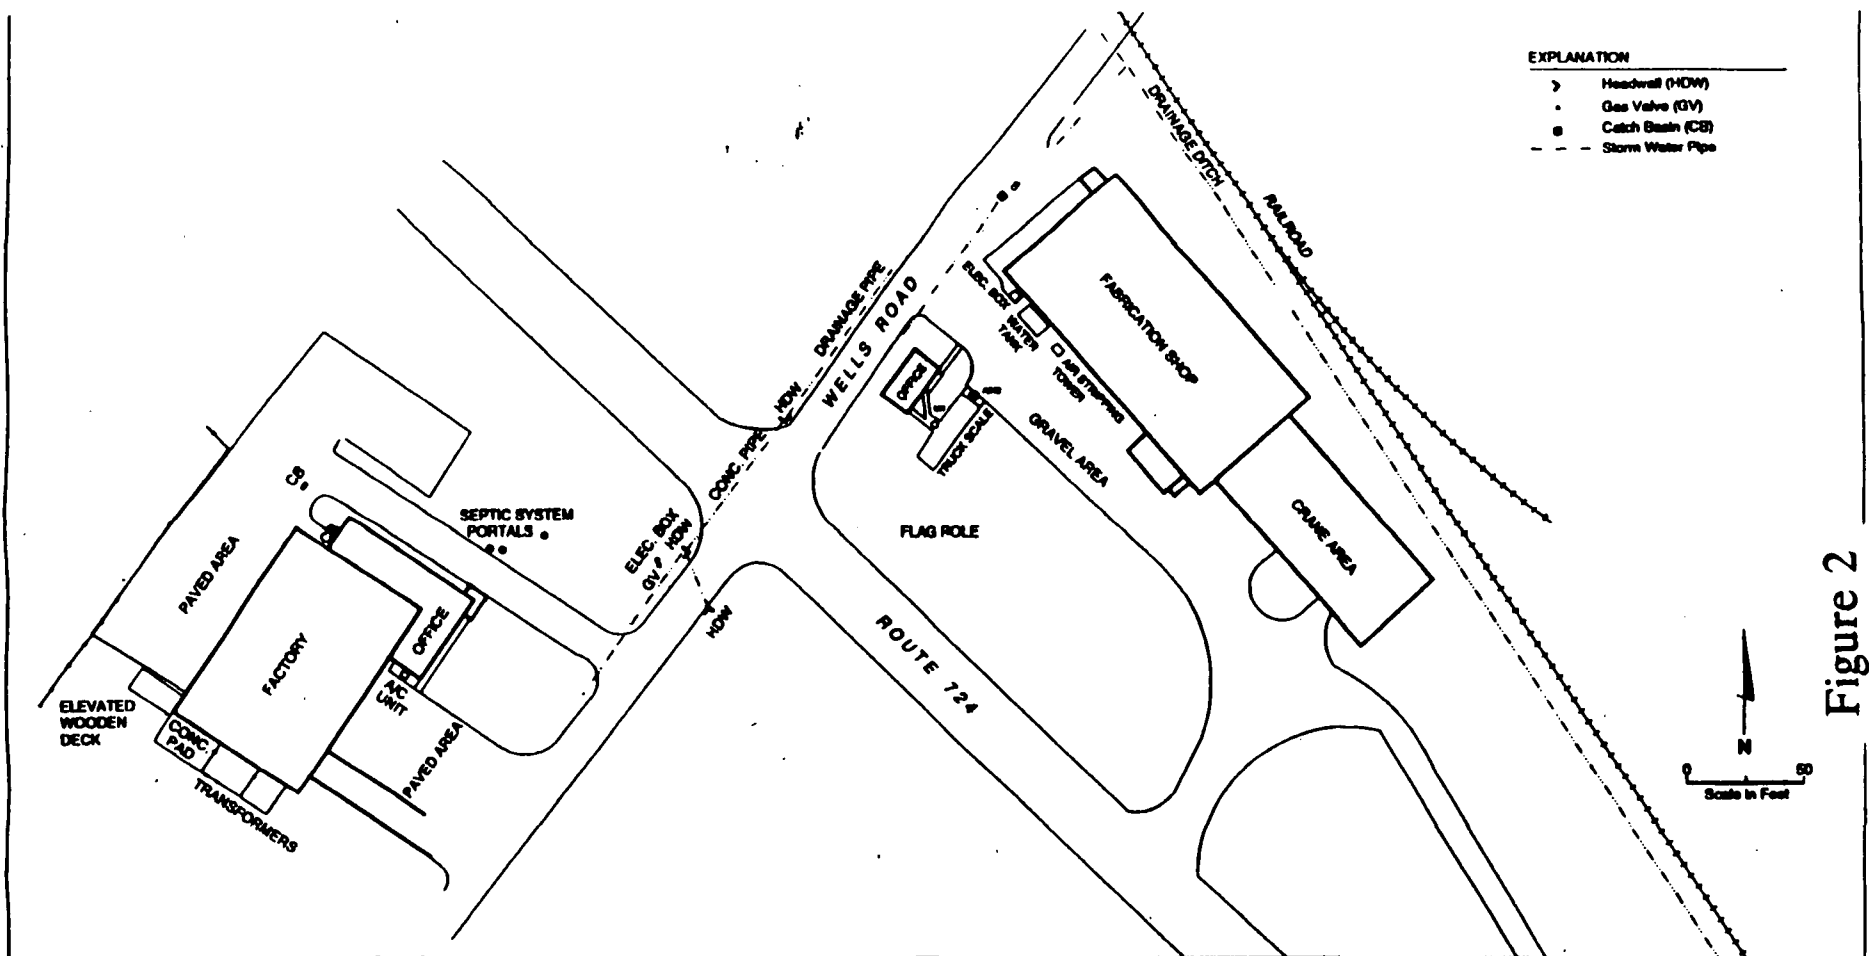 EXPLANATION
Headwall (HDW)
Gas Valve (GV)
Catch Basin (CB)
Storm Water Pipe
DRAINAGE DITCH
RAILROAD
FABRICATION SHOP
ELEC. BOX
WATER
TANK
AIR STRIPPING
TOWER
DRAINAGE PIPE
WELLS ROAD
OFFICE
TRUCK SCALE
GRAVEL AREA
CRANE AREA
HDW
CONC. PIPE
FLAG ROLE
ELEC. BOX
HDW
GV
HDW
ROUTE 724
CB
SEPTIC SYSTEM
PORTALS
PAVED AREA
OFFICE
FACTORY
A/C
UNIT
PAVED AREA
ELEVATED
WOODEN
DECK
CONC.
PAD
TRANSFORMERS
N
0 50
Scale in Feet
Figure 2